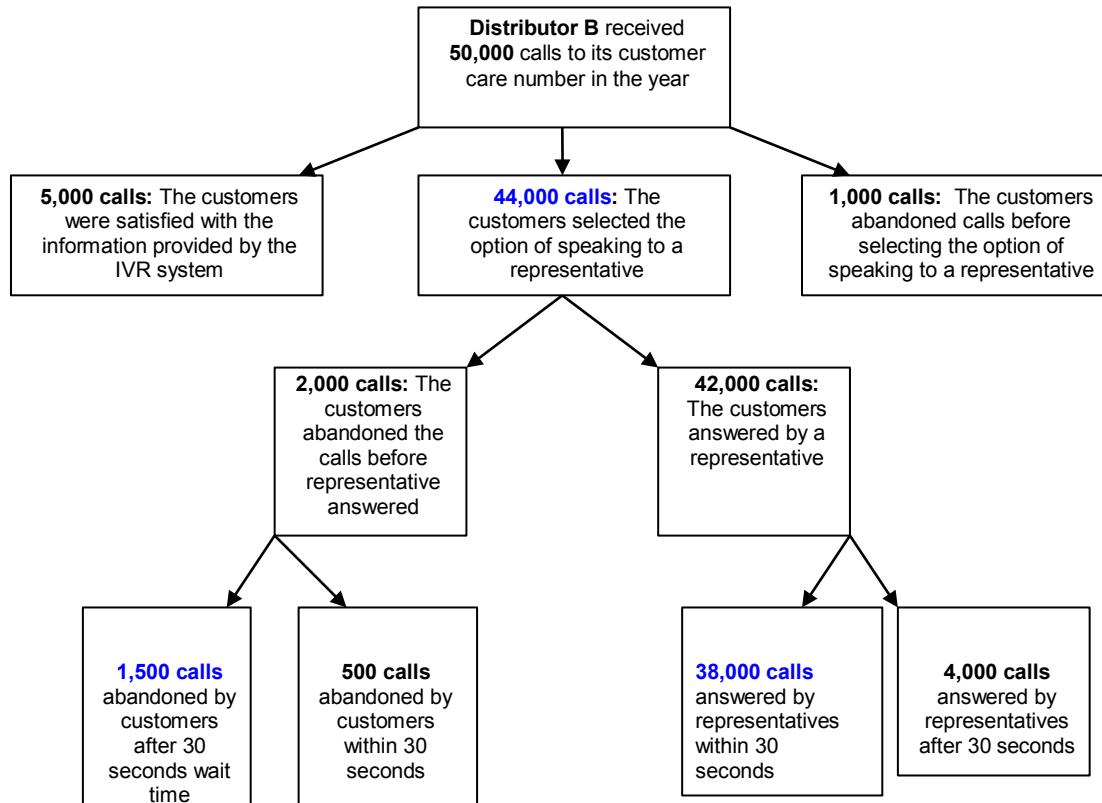 Distributor B received
50,000 calls to its customer
care number in the year
5,000 calls: The customers
were satisfied with the
information provided by the
IVR system
44,000 calls: The
customers selected the
option of speaking to a
representative
1,000 calls:  The customers
abandoned calls before
selecting the option of
speaking to a representative
2,000 calls: The
customers
abandoned the
calls before
representative
answered
42,000 calls:
The customers
answered by a
representative
1,500 calls
abandoned by
customers
after 30
seconds wait
time
500 calls
abandoned by
customers
within 30
seconds
38,000 calls
answered by
representatives
within 30
seconds
4,000 calls
answered by
representatives
after 30 seconds